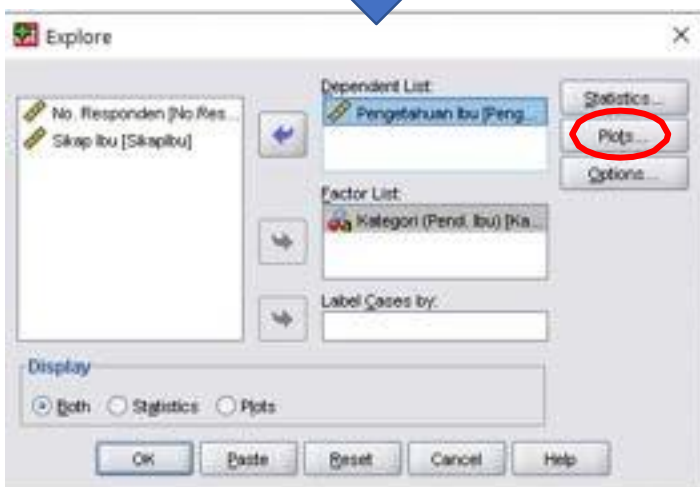 Explore
No. Responden [No.Res...
Sikap Ibu [SikapIbu]
Dependent List:
Pengetahuan Ibu [Peng...
Factor List:
Kategori (Pend. Ibu) [Ka...
Label Cases by:
Statistics...
Plots...
Options...
Display
Both
Statistics
Plots
OK
Paste
Reset
Cancel
Help